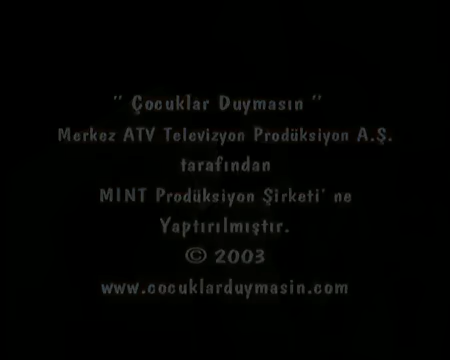 " Çocuklar Duymasın "
Merkez ATV Televizyon Prodüksiyon A.Ş.
tarafından
MINT Prodüksiyon Şirketi' ne
Yaptırılmıştır.
© 2003
www.cocuklarduymasin.com